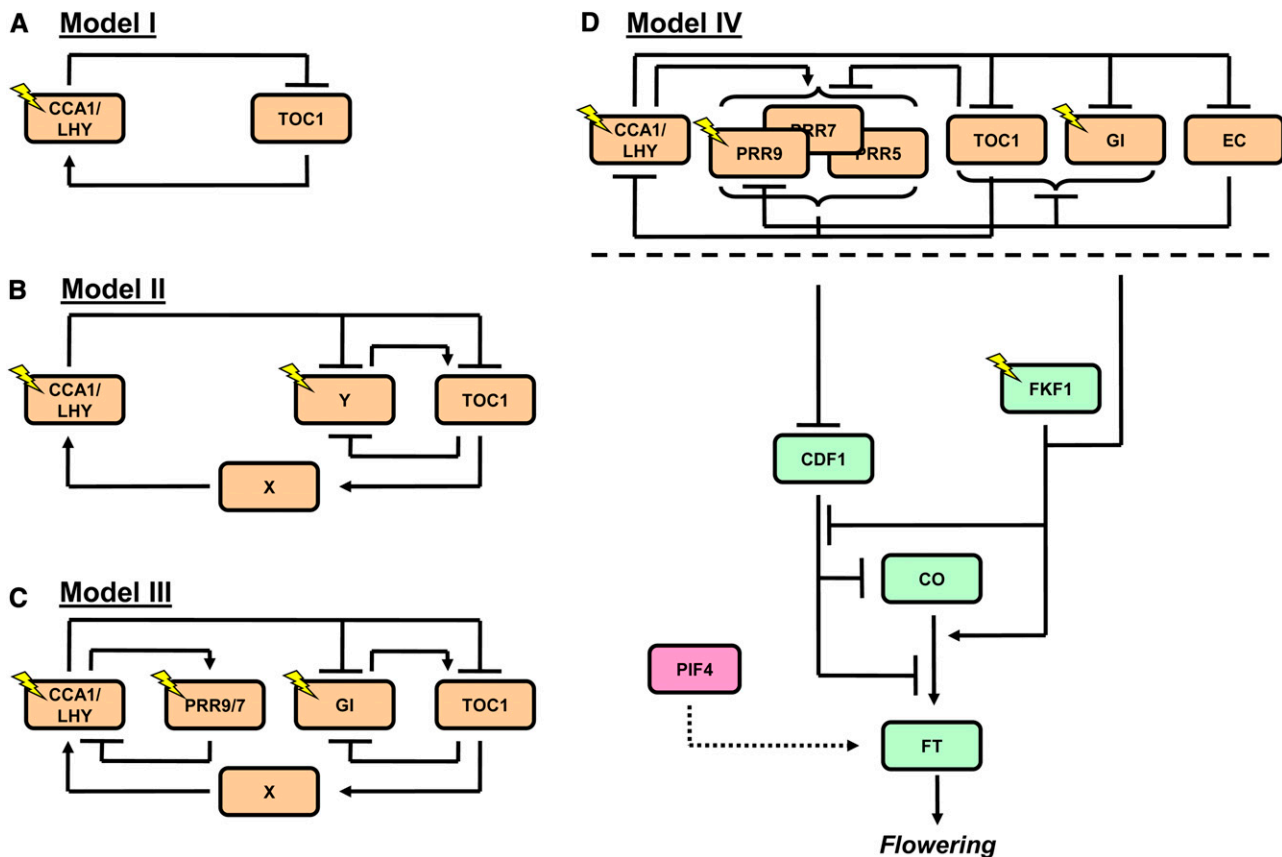 A Model I
CCA1/
LHY
TOC1
B Model II
CCA1/
LHY
Y
TOC1
X
C Model III
CCA1/
LHY
PRR9/7
GI
TOC1
X
D Model IV
CCA1/
LHY
PRR9
PRR7
PRR5
TOC1
GI
EC
FKF1
CDF1
CO
PIF4
FT
Flowering